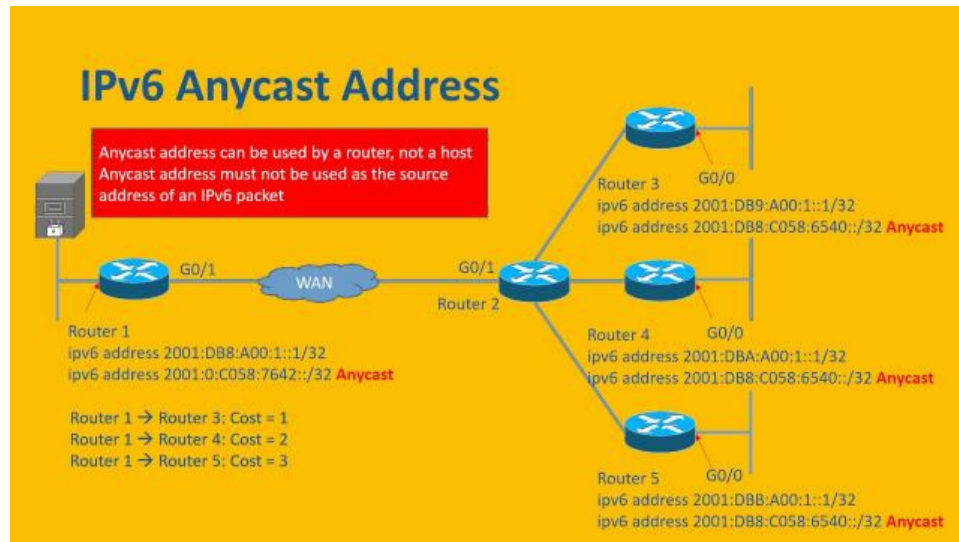 IPv6 Anycast Address
Anycast address can be used by a router, not a host
Anycast address must not be used as the source
address of an IPv6 packet
G0/1
WAN
G0/1
Router 2
Router 1
ipv6 address 2001:DB8:A00:1::1/32
ipv6 address 2001:0:C058:7642::/32 Anycast
Router 1 → Router 3: Cost = 1
Router 1 → Router 4: Cost = 2
Router 1 → Router 5: Cost = 3
Router 3 G0/0
ipv6 address 2001:DB9:A00:1::1/32
ipv6 address 2001:DB8:C058:6540::/32 Anycast
Router 4 G0/0
ipv6 address 2001:DBA:A00:1::1/32
ipv6 address 2001:DB8:C058:6540::/32 Anycast
Router 5 G0/0
ipv6 address 2001:DBB:A00:1::1/32
ipv6 address 2001:DB8:C058:6540::/32 Anycast